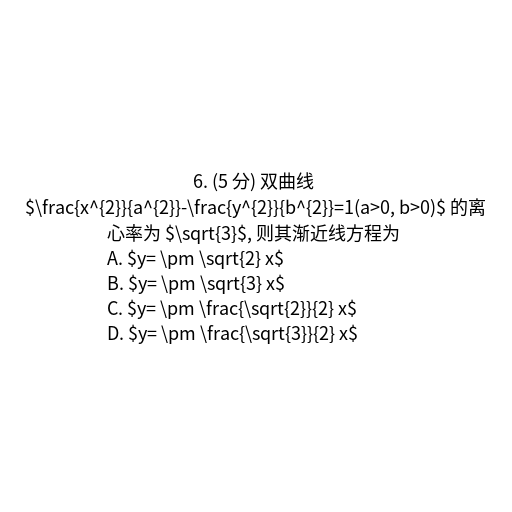 6. (5 分) 双曲线
$\frac{x^{2}}{a^{2}}-\frac{y^{2}}{b^{2}}=1(a>0, b>0)$ 的离
心率为 $\sqrt{3}$, 则其渐近线方程为
A. $y= \pm \sqrt{2} x$
B. $y= \pm \sqrt{3} x$
C. $y= \pm \frac{\sqrt{2}}{2} x$
D. $y= \pm \frac{\sqrt{3}}{2} x$